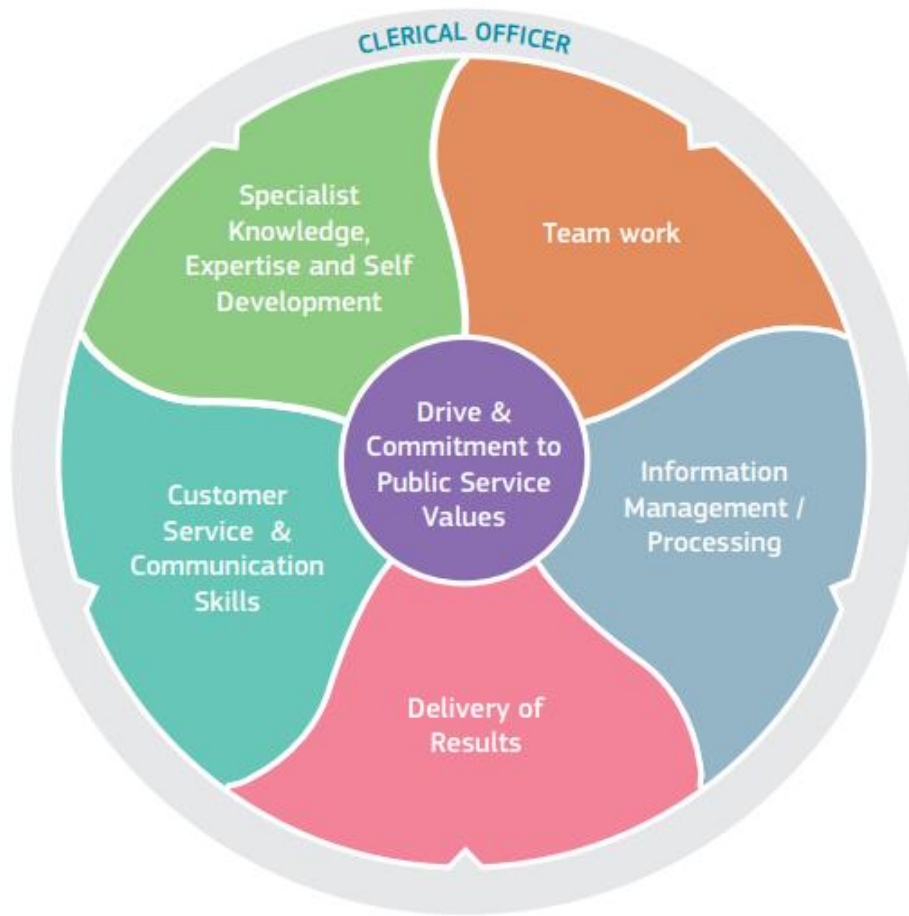 CLERICAL OFFICER
Specialist
Knowledge,
Expertise and Self
Development
Team work
Drive &
Commitment to
Public Service
Values
Information
Management /
Processing
Customer
Service &
Communication
Skills
Delivery of
Results